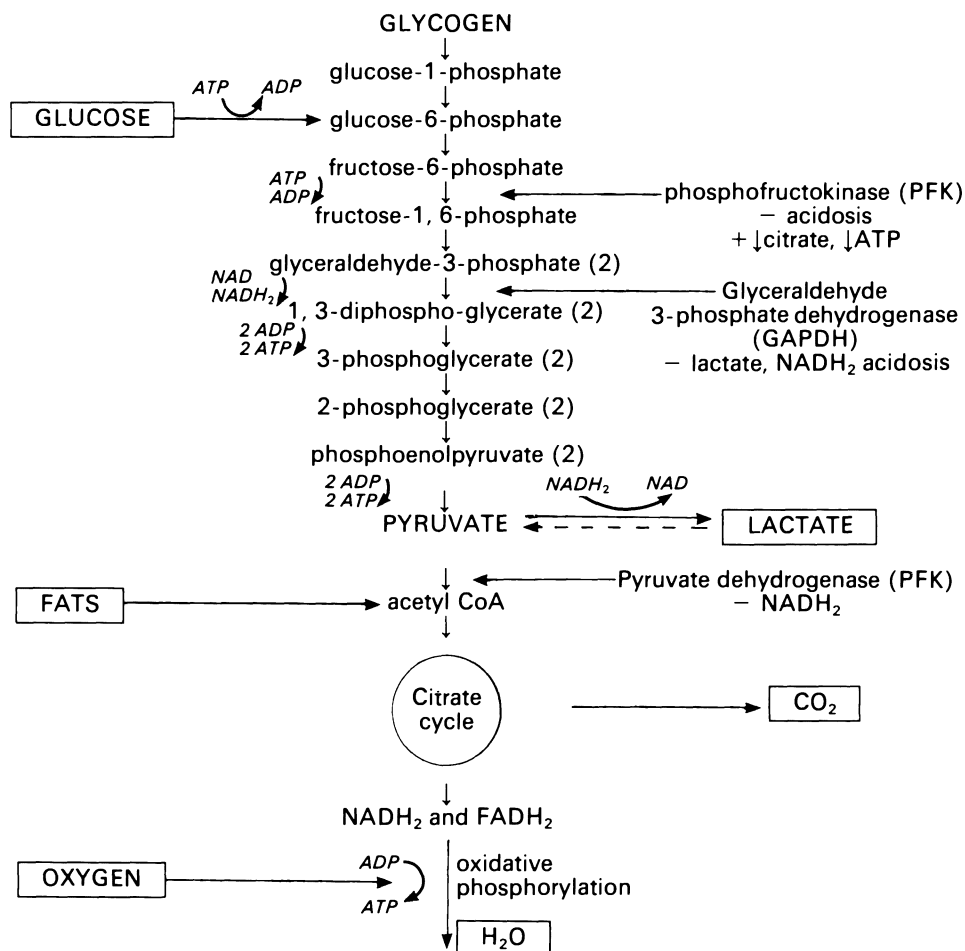 GLYCOGEN
glucose-1-phosphate
ATP ADP
GLUCOSE
glucose-6-phosphate
fructose-6-phosphate
ATP
ADP
phosphofructokinase (PFK)
− acidosis
+ ↓citrate, ↓ATP
fructose-1, 6-phosphate
glyceraldehyde-3-phosphate (2)
NAD
NADH₂
Glyceraldehyde
3-phosphate dehydrogenase
(GAPDH)
− lactate, NADH₂ acidosis
1, 3-diphospho-glycerate (2)
2 ADP
2 ATP
3-phosphoglycerate (2)
2-phosphoglycerate (2)
phosphoenolpyruvate (2)
2 ADP
2 ATP
NADH₂ NAD
PYRUVATE
LACTATE
Pyruvate dehydrogenase (PFK)
− NADH₂
FATS
acetyl CoA
Citrate
cycle
CO₂
NADH₂ and FADH₂
OXYGEN
ADP
ATP
oxidative
phosphorylation
H₂O